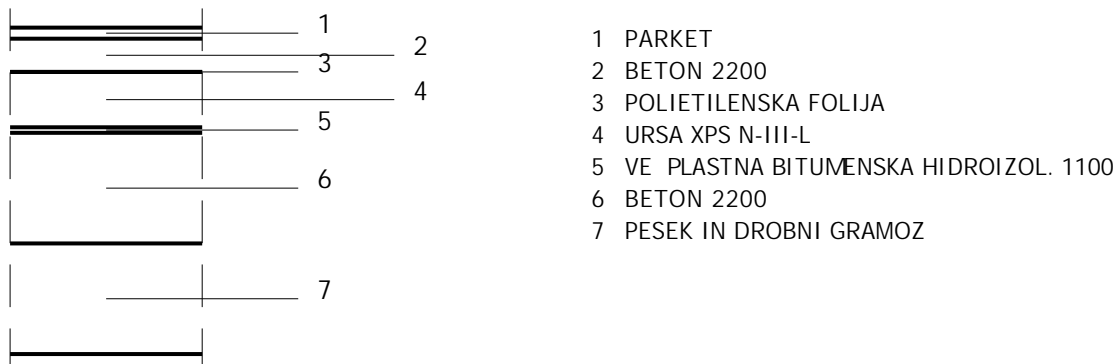 1
2
3
4
5
6
7
1 PARKET
2 BETON 2200
3 POLIETILENSKA FOLIJA
4 URSA XPS N-III-L
5 VE PLASTNA BITUMENSKA HIDROIZOL. 1100
6 BETON 2200
7 PESEK IN DROBNI GRAMOZ